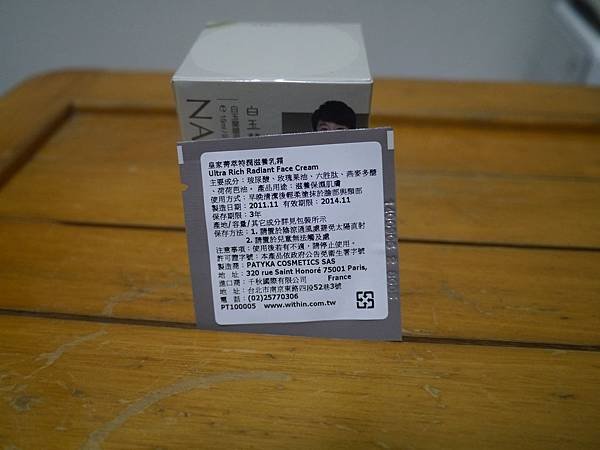 白玉
NA
皇家菁萃特潤滋養乳霜
Ultra Rich Radiant Face Cream
主要成分：玻尿酸、玫瑰果油、六胜肽、燕麥多醣
、荷荷巴油。 產品用途：滋養保濕肌膚
使用方式：早晚清潔後輕柔塗抹於臉部與頸部
製造日期：2011.11 有效期限：2014.11
保存期限：3年
產地/容量/其它成分詳見包裝所示
保存方法：1. 請置於陰涼通風處避免太陽直射
2. 請置於兒童無法觸及處
注意事項：使用後若有不適，請停止使用。
許可證字號：本產品依政府公告免衛生署字號
製造商：PATYKA COSMETICS SAS
地 址：320 rue Saint Honoré 75001 Paris,
France
進口商：千秋國際有限公司
地 址：台北市南京東路四段52巷3號
電 話：(02)25770306
PT100005 www.within.com.tw